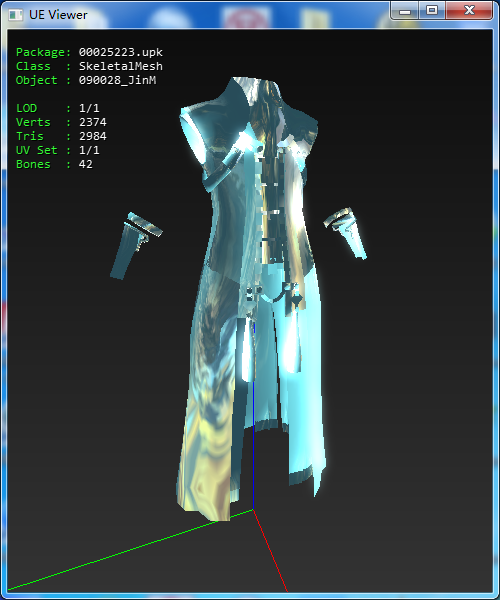 UE Viewer
Package: 00025223.upk
Class  : SkeletalMesh
Object : 090028_JinM
LOD    : 1/1
Verts  : 2374
Tris   : 2984
UV Set : 1/1
Bones  : 42